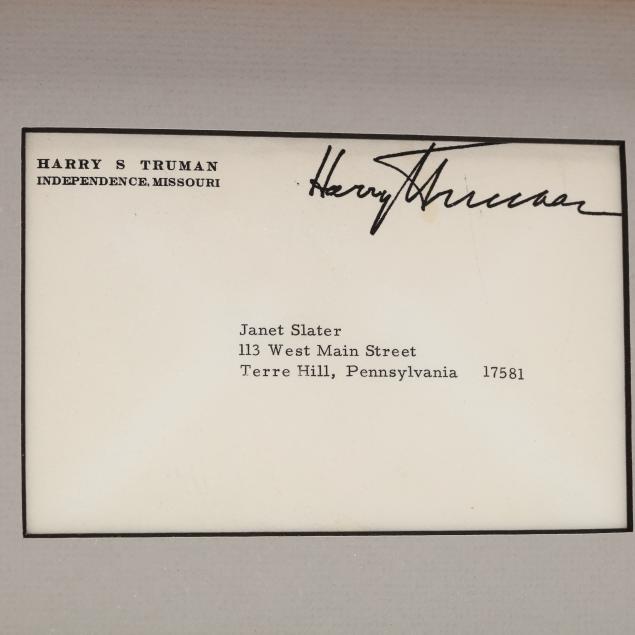 HARRY S TRUMAN
INDEPENDENCE, MISSOURI
Harry Truman
Janet Slater
113 West Main Street
Terre Hill, Pennsylvania 17581